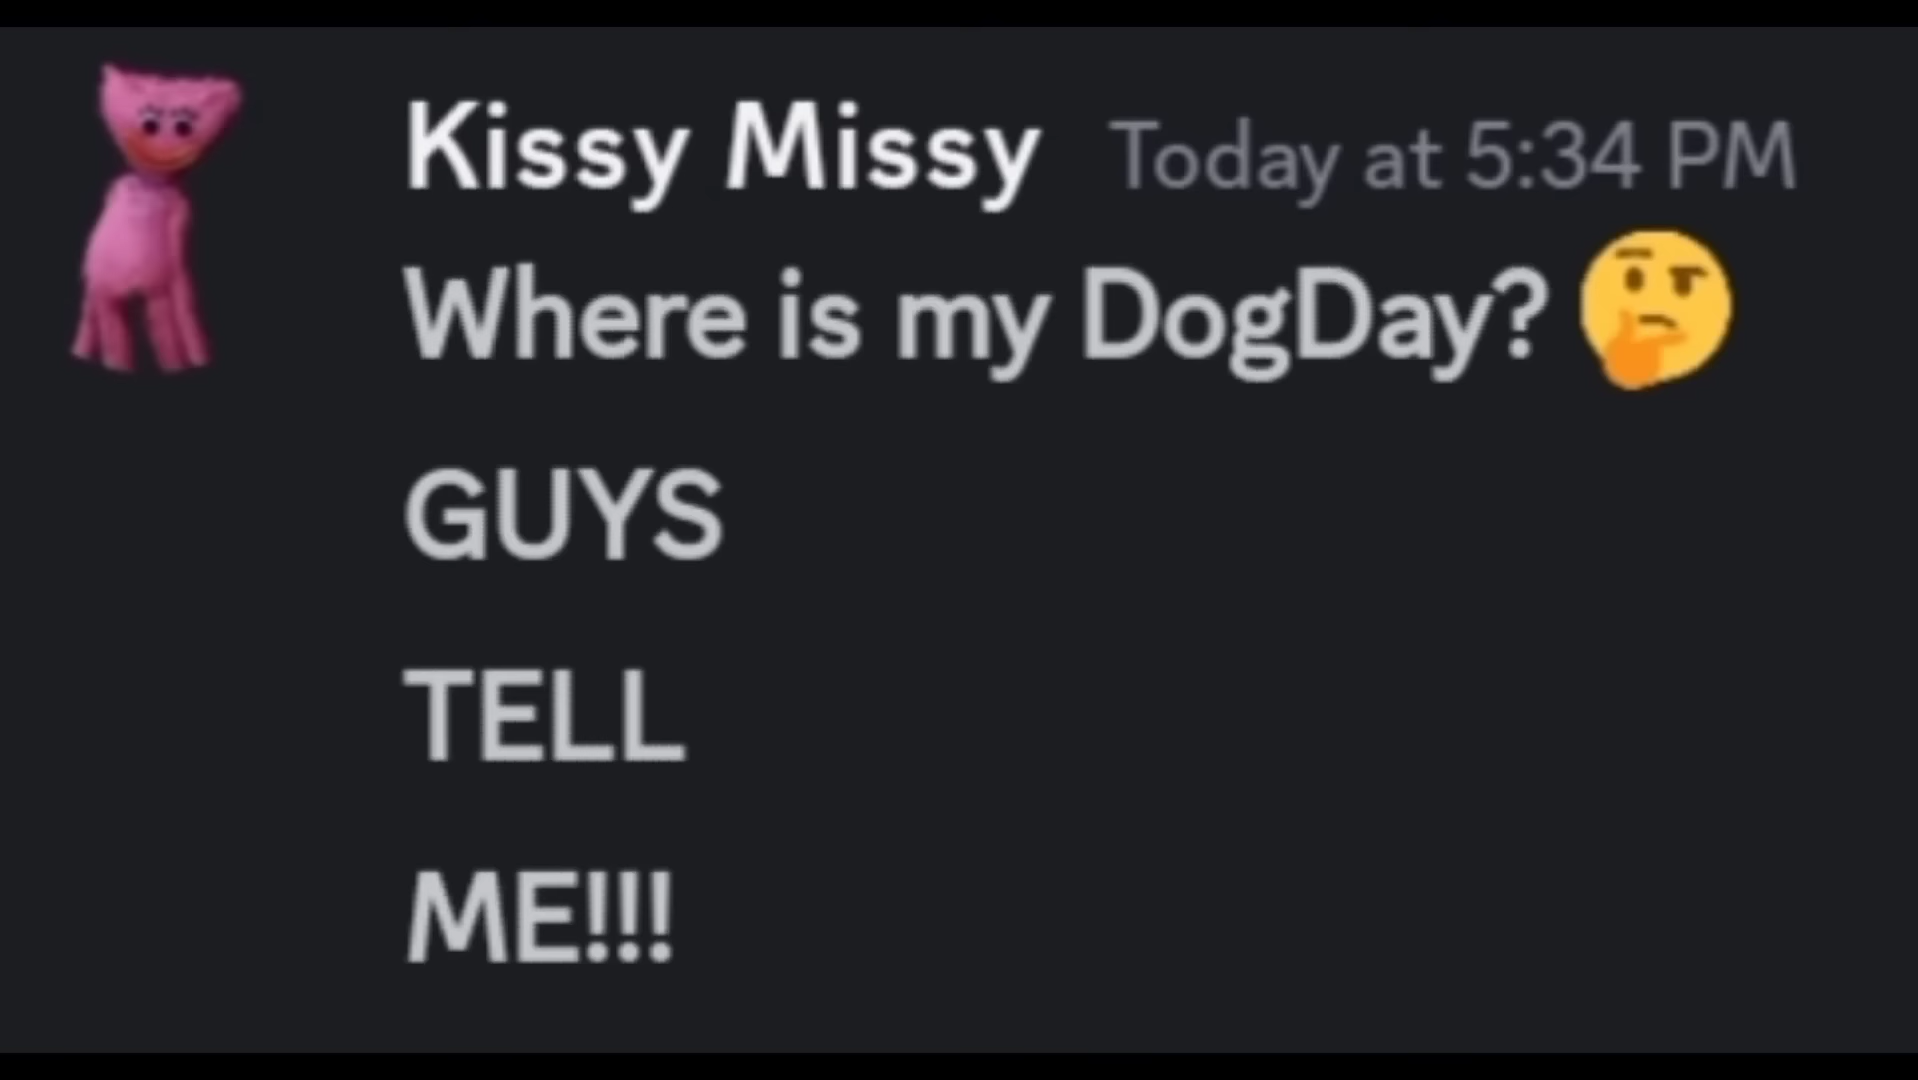 Kissy Missy Today at 5:34 PM
Where is my DogDay? 🤔
GUYS
TELL
ME!!!